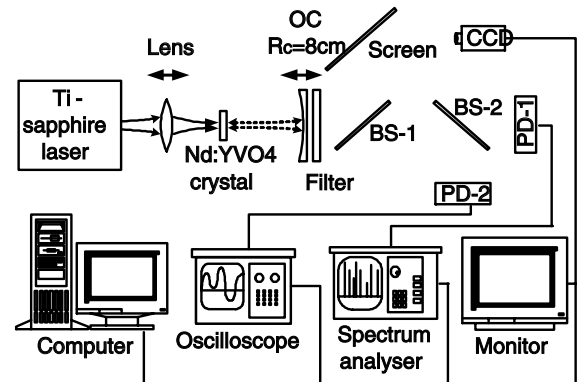 OC
Lens
Rc=8cm
Screen
CCD
Ti -
sapphire
laser
BS-1
BS-2
PD-1
Nd:YVO4
crystal
Filter
PD-2
Computer
Oscilloscope
Spectrum
analyser
Monitor